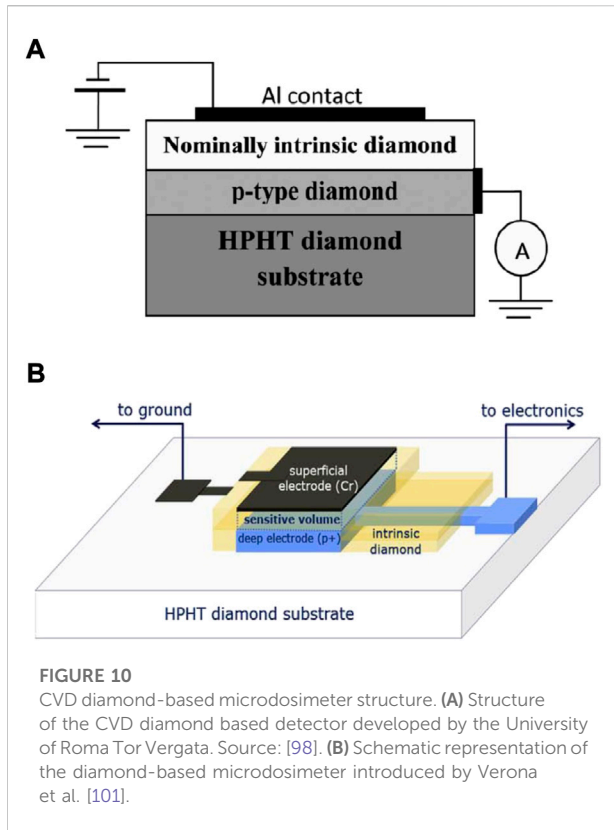 A
Al contact
Nominally intrinsic diamond
p-type diamond
HPHT diamond
substrate
A
B
to ground
to electronics
superficial
electrode (Cr)
sensitive volume
deep electrode (p+)
intrinsic
diamond
HPHT diamond substrate
FIGURE 10
CVD diamond-based microdosimeter structure. (A) Structure
of the CVD diamond based detector developed by the University
of Roma Tor Vergata. Source: [98]. (B) Schematic representation of
the diamond-based microdosimeter introduced by Verona
et al. [101].